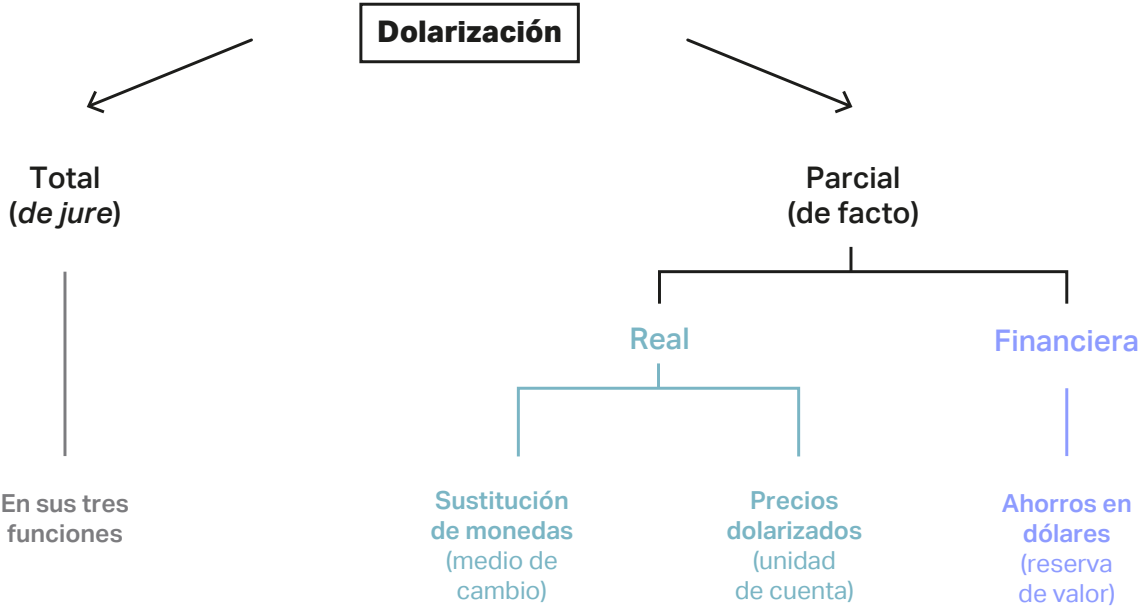 Dolarización
Total
(de jure)
Parcial
(de facto)
Real
Financiera
En sus tres
funciones
Sustitución
de monedas
(medio de
cambio)
Precios
dolarizados
(unidad
de cuenta)
Ahorros en
dólares
(reserva
de valor)